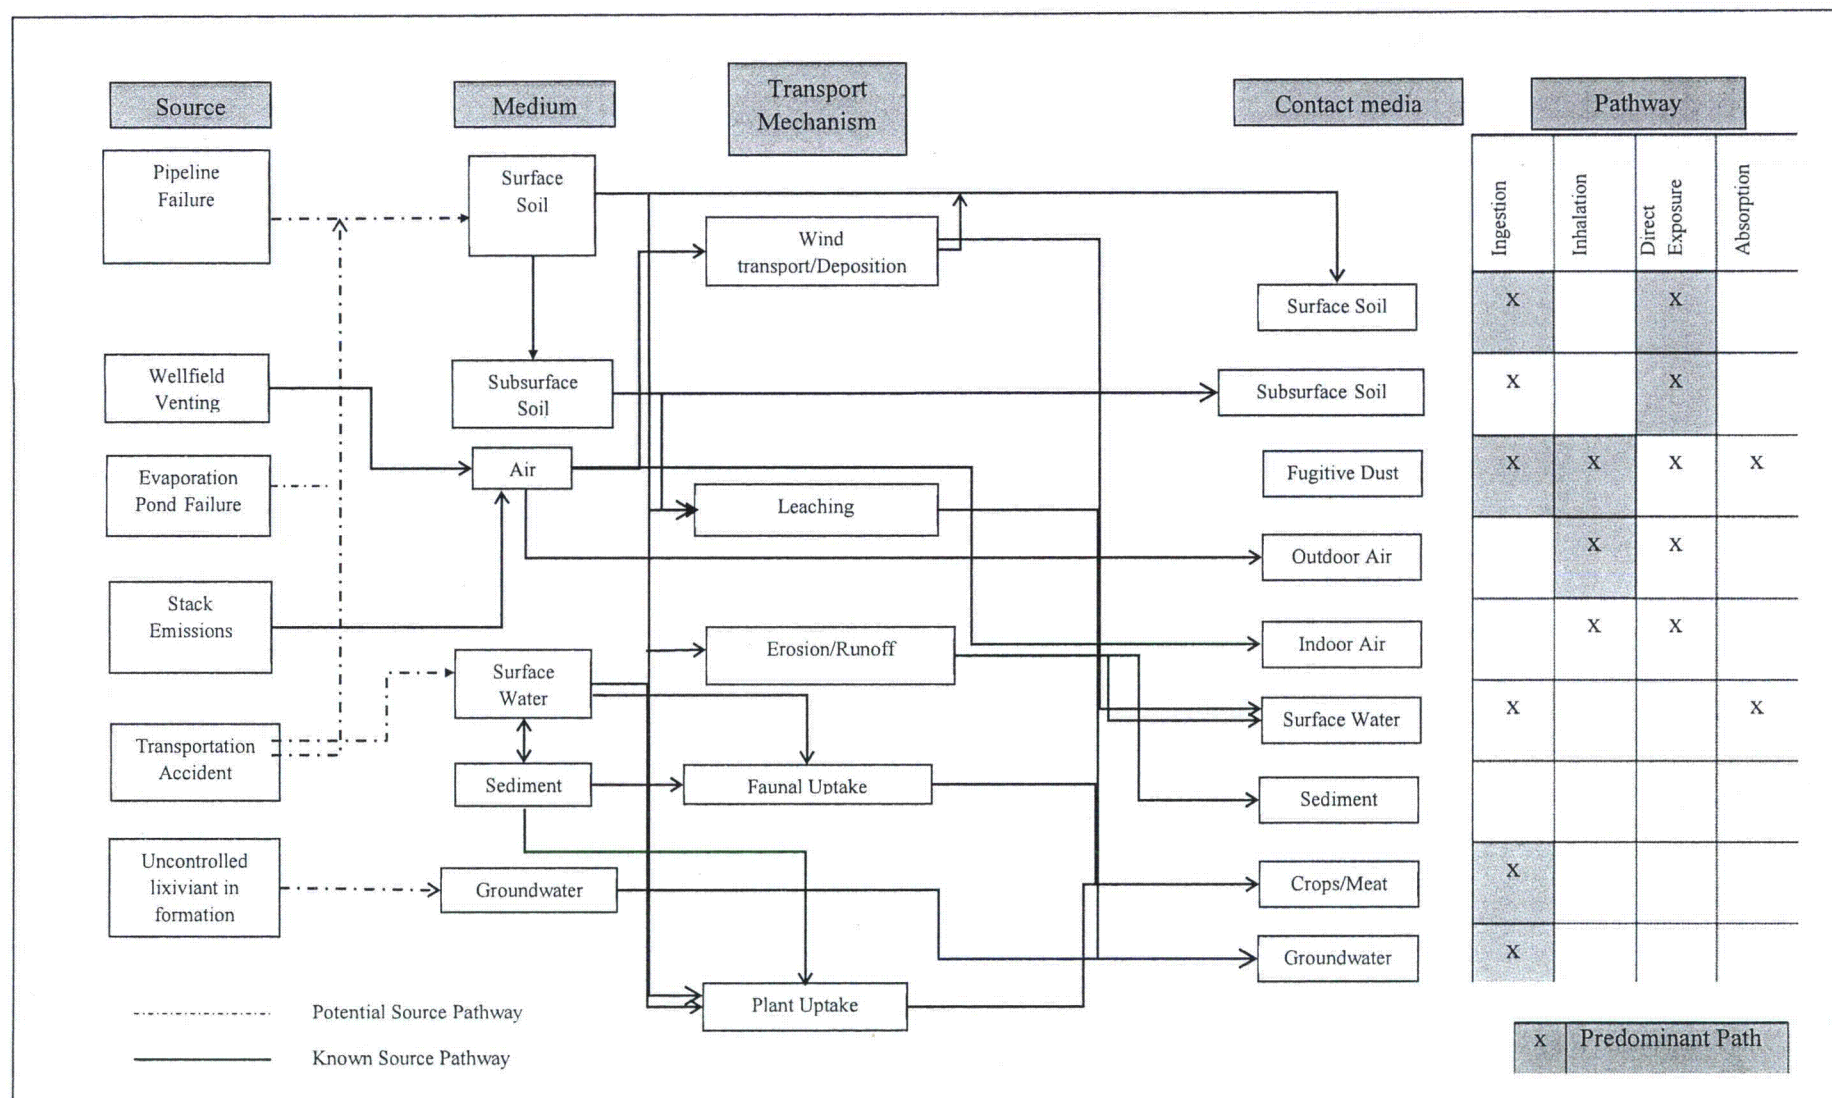 Source
Medium
Transport
Mechanism
Contact media
Pathway
Pipeline
Failure
Surface
Soil
Wind
transport/Deposition
Ingestion
Inhalation
Direct
Exposure
Absorption
Surface Soil
X
X
Wellfield
Venting
Subsurface
Soil
Subsurface Soil
X
X
Evaporation
Pond Failure
Air
Leaching
Fugitive Dust
X
X
X
X
Outdoor Air
X
X
Stack
Emissions
Erosion/Runoff
Indoor Air
X
X
Surface
Water
Surface Water
X
X
Transportation
Accident
Sediment
Faunal Uptake
Sediment
Uncontrolled
lixiviant in
formation
Groundwater
Crops/Meat
X
Groundwater
X
Plant Uptake
Potential Source Pathway
Known Source Pathway
X Predominant Path